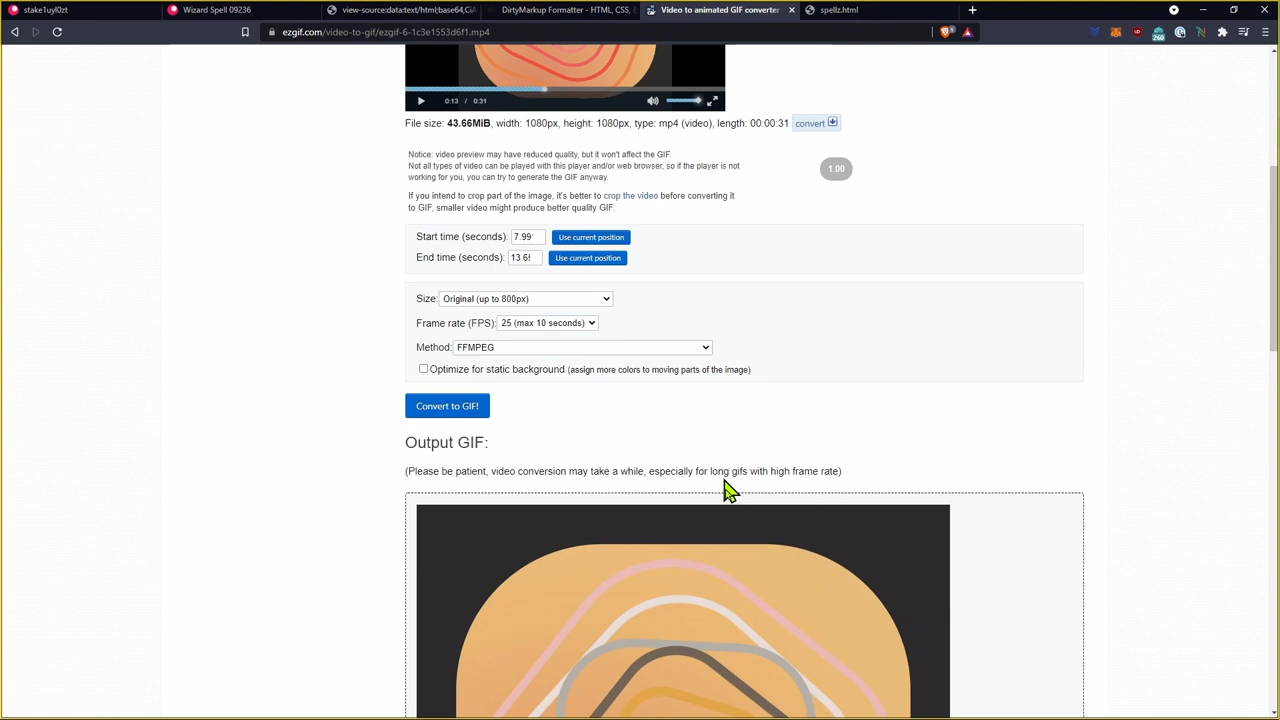 stake1uyl0zt
Wizard Spell 09236
view-source:data:text/html;base64,CiA
DirtyMarkup Formatter - HTML, CSS,
Video to animated GIF converter
spellz.html
ezgif.com/video-to-gif/ezgif-6-1c3e1553d6f1.mp4
260
0:13 / 0:31
File size: 43.66MiB, width: 1080px, height: 1080px, type: mp4 (video), length: 00:00:31
convert
Notice: video preview may have reduced quality, but it won't affect the GIF.
Not all types of video can be played with this player and/or web browser, so if the player is not
working for you, you can try to generate the GIF anyway.
1.00
If you intend to crop part of the image, it's better to crop the video before converting it
to GIF, smaller video might produce better quality GIF.
Start time (seconds): 7.99 Use current position
End time (seconds): 13.6 Use current position
Size: Original (up to 800px)
Frame rate (FPS): 25 (max 10 seconds)
Method: FFMPEG
Optimize for static background (assign more colors to moving parts of the image)
Convert to GIF!
Output GIF:
(Please be patient, video conversion may take a while, especially for long gifs with high frame rate)